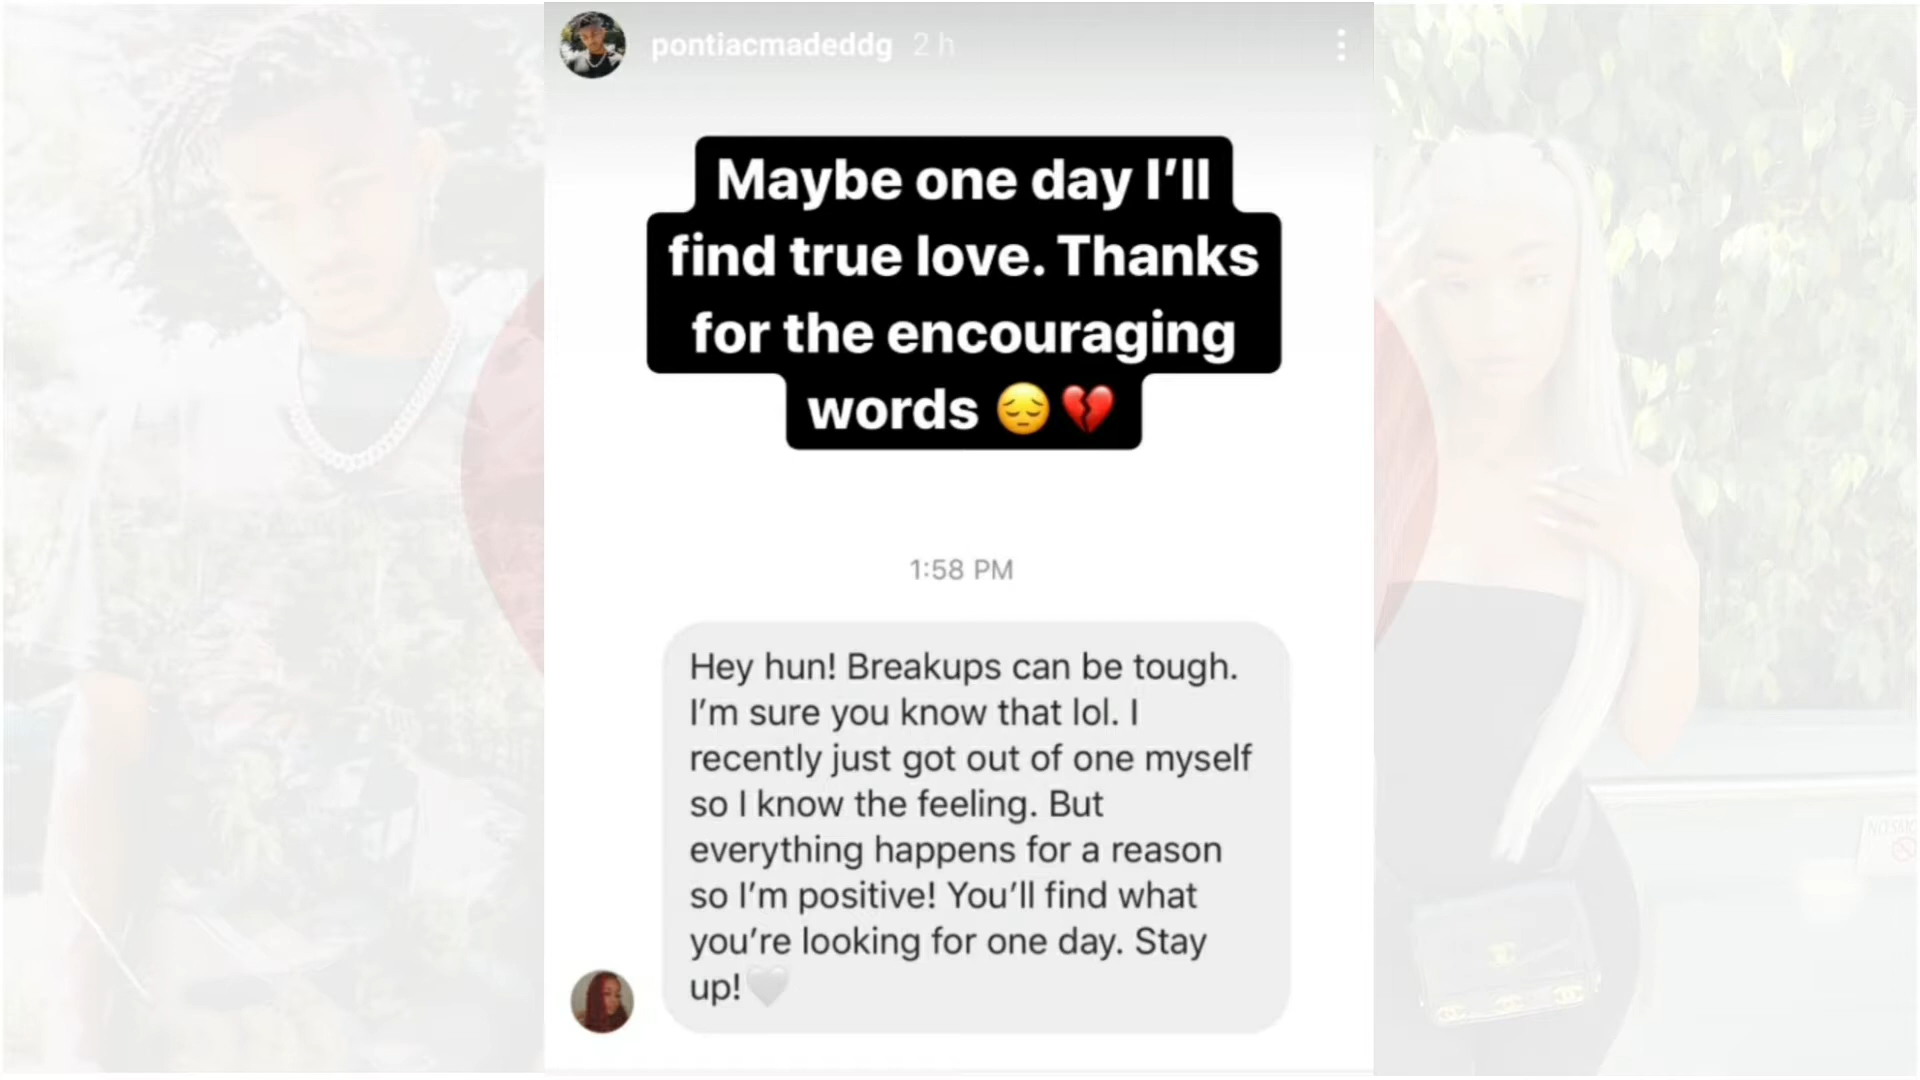 pontiacmadeddg 2 h
Maybe one day I’ll
find true love. Thanks
for the encouraging
words 😔💔
1:58 PM
Hey hun! Breakups can be tough.
I’m sure you know that lol. I
recently just got out of one myself
so I know the feeling. But
everything happens for a reason
so I’m positive! You’ll find what
you’re looking for one day. Stay
up!🤍